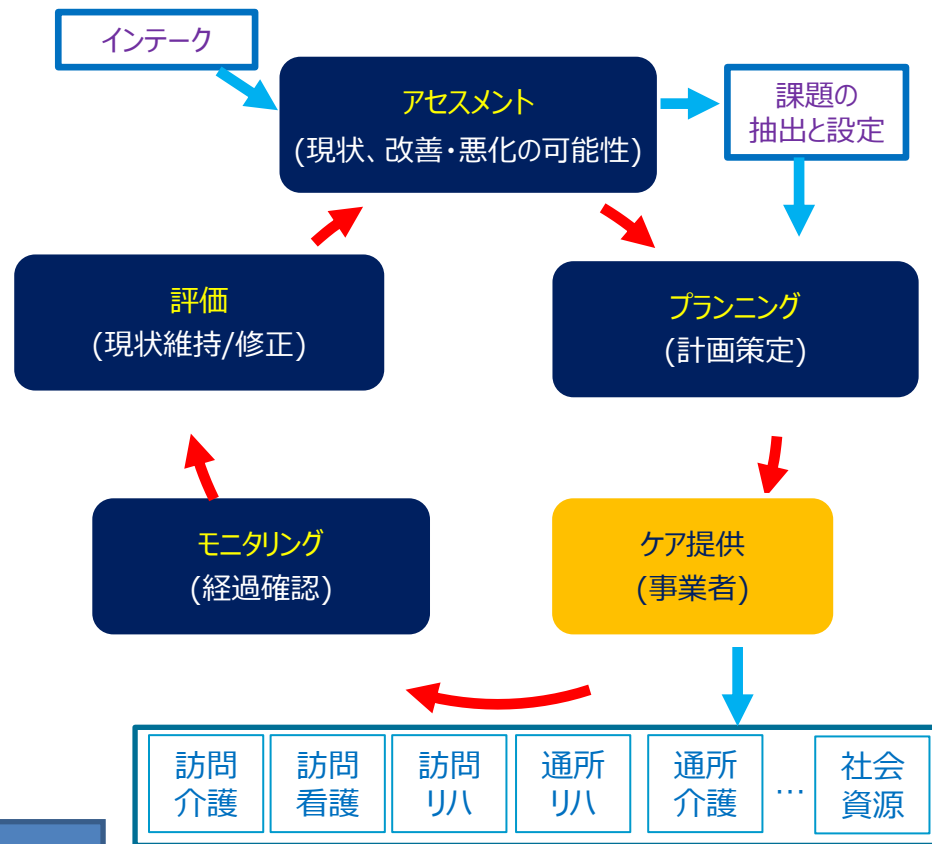 インテーク
アセスメント
(現状、改善・悪化の可能性)
課題の
抽出と設定
評価
(現状維持/修正)
プランニング
(計画策定)
モニタリング
(経過確認)
ケア提供
(事業者)
訪問
介護
訪問
看護
訪問
リハ
通所
リハ
通所
介護
…
社会
資源